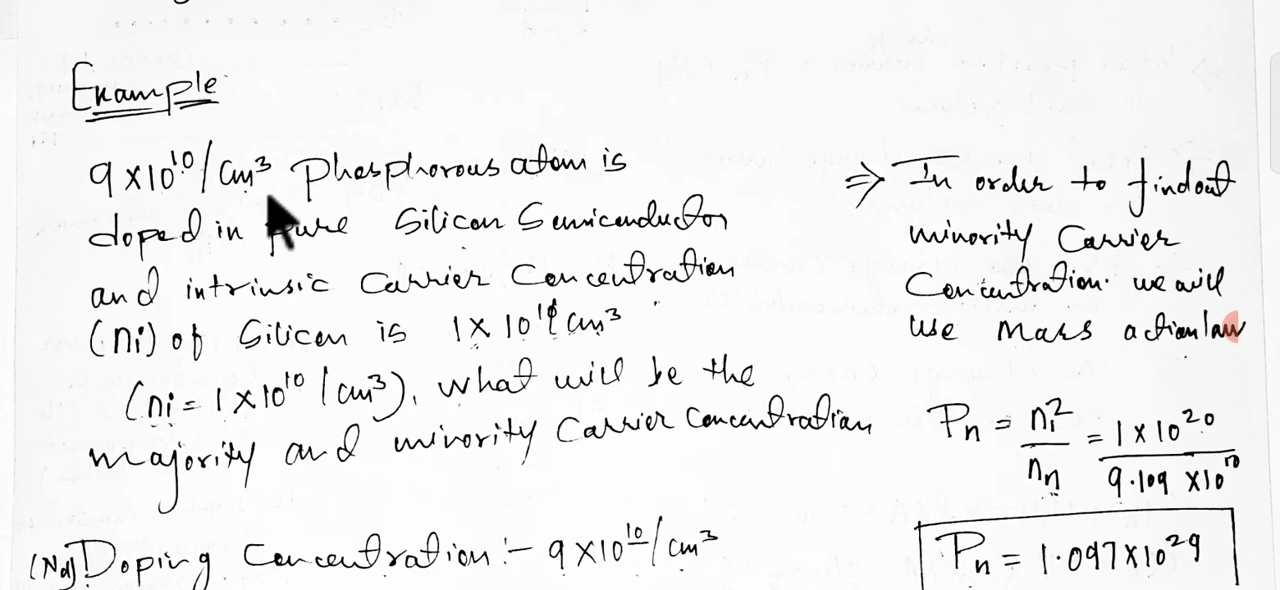 Example
9×10¹⁰/cm³ Phosphorous atom is
doped in pure Silicon Semiconductor
and intrinsic Carrier Concentration
(ni) of Silicon is 1×10¹⁰/cm³
(ni = 1×10¹⁰/cm³), what will be the
majority and minority Carrier Concentration
(Nd) Doping Concentration :- 9×10¹⁰/cm³
⇒ In order to findout
minority Carrier
Concentration. we will
use Mass action law
Pn = ni²/nn = 1×10²⁰/9.109×10¹⁰
Pn = 1.097×10²⁹